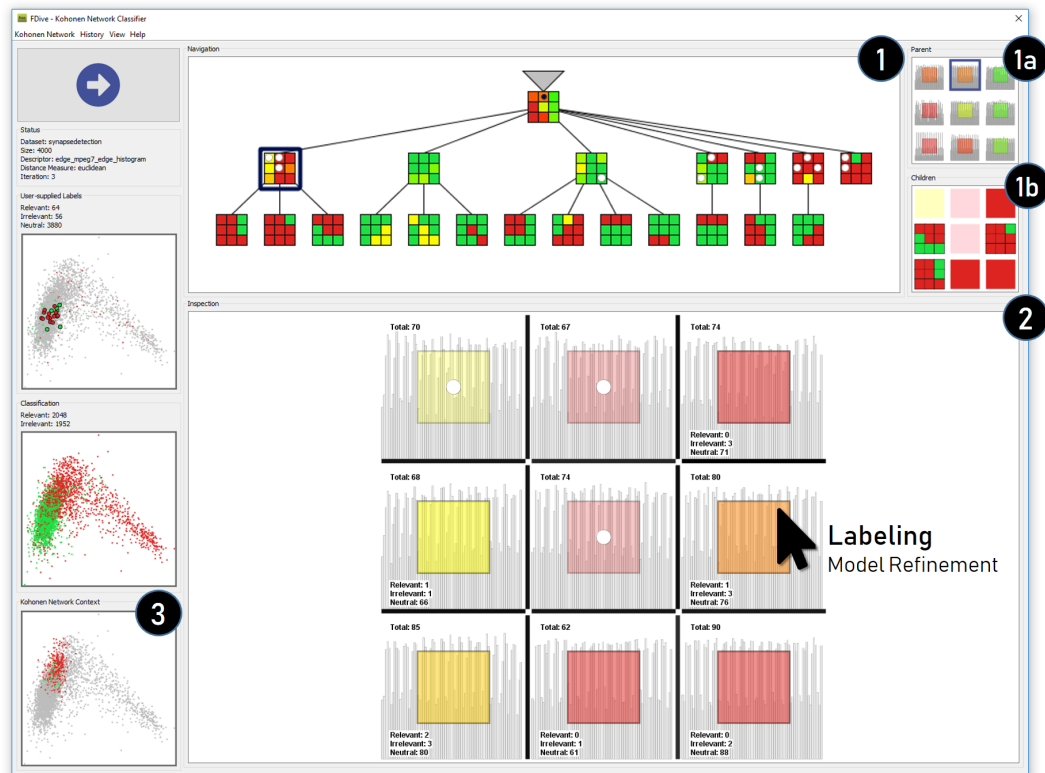 FDive - Kohonen Network Classifier
Kohonen Network History View Help
Status
Dataset: synapsedetection
Size: 4000
Descriptor: edge_mpeg7_edge_histogram
Distance Measure: euclidean
Iteration: 3
User-supplied Labels
Relevant: 64
Irrelevant: 56
Neutral: 3880
Classification
Relevant: 2048
Irrelevant: 1952
Kohonen Network Context
3
Navigation
1
Parent
1a
Children
1b
Inspection
2
Total: 70
Total: 67
Total: 74
Relevant: 0
Irrelevant: 3
Neutral: 71
Total: 68
Relevant: 1
Irrelevant: 1
Neutral: 66
Total: 74
Total: 80
Relevant: 1
Irrelevant: 3
Neutral: 76
Labeling
Model Refinement
Total: 85
Relevant: 2
Irrelevant: 3
Neutral: 80
Total: 62
Relevant: 0
Irrelevant: 1
Neutral: 61
Total: 90
Relevant: 0
Irrelevant: 2
Neutral: 88